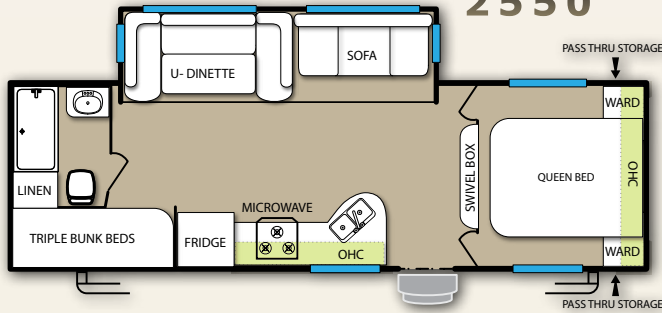 2550
PASS THRU STORAGE
U- DINETTE
SOFA
WARD
LINEN
SWIVEL BOX
QUEEN BED
OHC
MICROWAVE
TRIPLE BUNK BEDS
FRIDGE
OHC
WARD
PASS THRU STORAGE